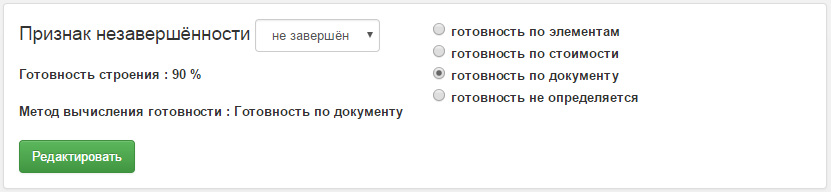 Признак незавершённости не завершён
Готовность строения : 90 %
Метод вычисления готовности : Готовность по документу
Редактировать
готовность по элементам
готовность по стоимости
готовность по документу
готовность не определяется